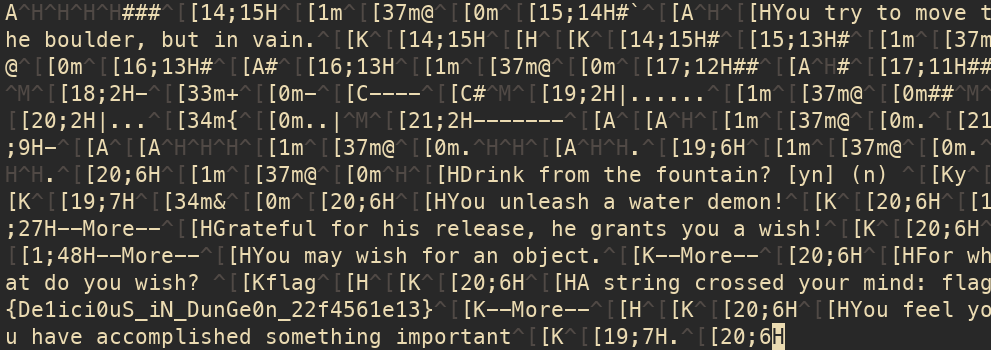 A^H^H^H^H###^[[14;15H^[[1m^[[37m@^[[0m^[[15;14H#`^[[A^H^[[HYou try to move t
he boulder, but in vain.^[[K^[[14;15H^[[H^[[K^[[14;15H#^[[15;13H#^[[1m^[[37m
@^[[0m^[[16;13H#^[[A#^[[16;13H^[[1m^[[37m@^[[0m^[[17;12H##^[[A^H#^[[17;11H##
^M^[[18;2H-^[[33m+^[[0m-^[[C----^[[C#^M^[[19;2H|......^[[1m^[[37m@^[[0m##^M^
[[20;2H|...^[[34m{^[[0m..|^M^[[21;2H-------^[[A^[[A^H^[[1m^[[37m@^[[0m.^[[21
;9H-^[[A^[[A^H^H^H^[[1m^[[37m@^[[0m.^H^H^[[A^H^H.^[[19;6H^[[1m^[[37m@^[[0m.^
H^H.^[[20;6H^[[1m^[[37m@^[[0m^H^[[HDrink from the fountain? [yn] (n) ^[[Ky^[
[K^[[19;7H^[[34m&^[[0m^[[20;6H^[[HYou unleash a water demon!^[[K^[[20;6H^[[1
;27H--More--^[[HGrateful for his release, he grants you a wish!^[[K^[[20;6H^
[[1;48H--More--^[[HYou may wish for an object.^[[K--More--^[[20;6H^[[HFor wh
at do you wish? ^[[Kflag^[[H^[[K^[[20;6H^[[HA string crossed your mind: flag
{De1ici0uS_iN_DunGe0n_22f4561e13}^[[K--More--^[[H^[[K^[[20;6H^[[HYou feel yo
u have accomplished something important^[[K^[[19;7H.^[[20;6H